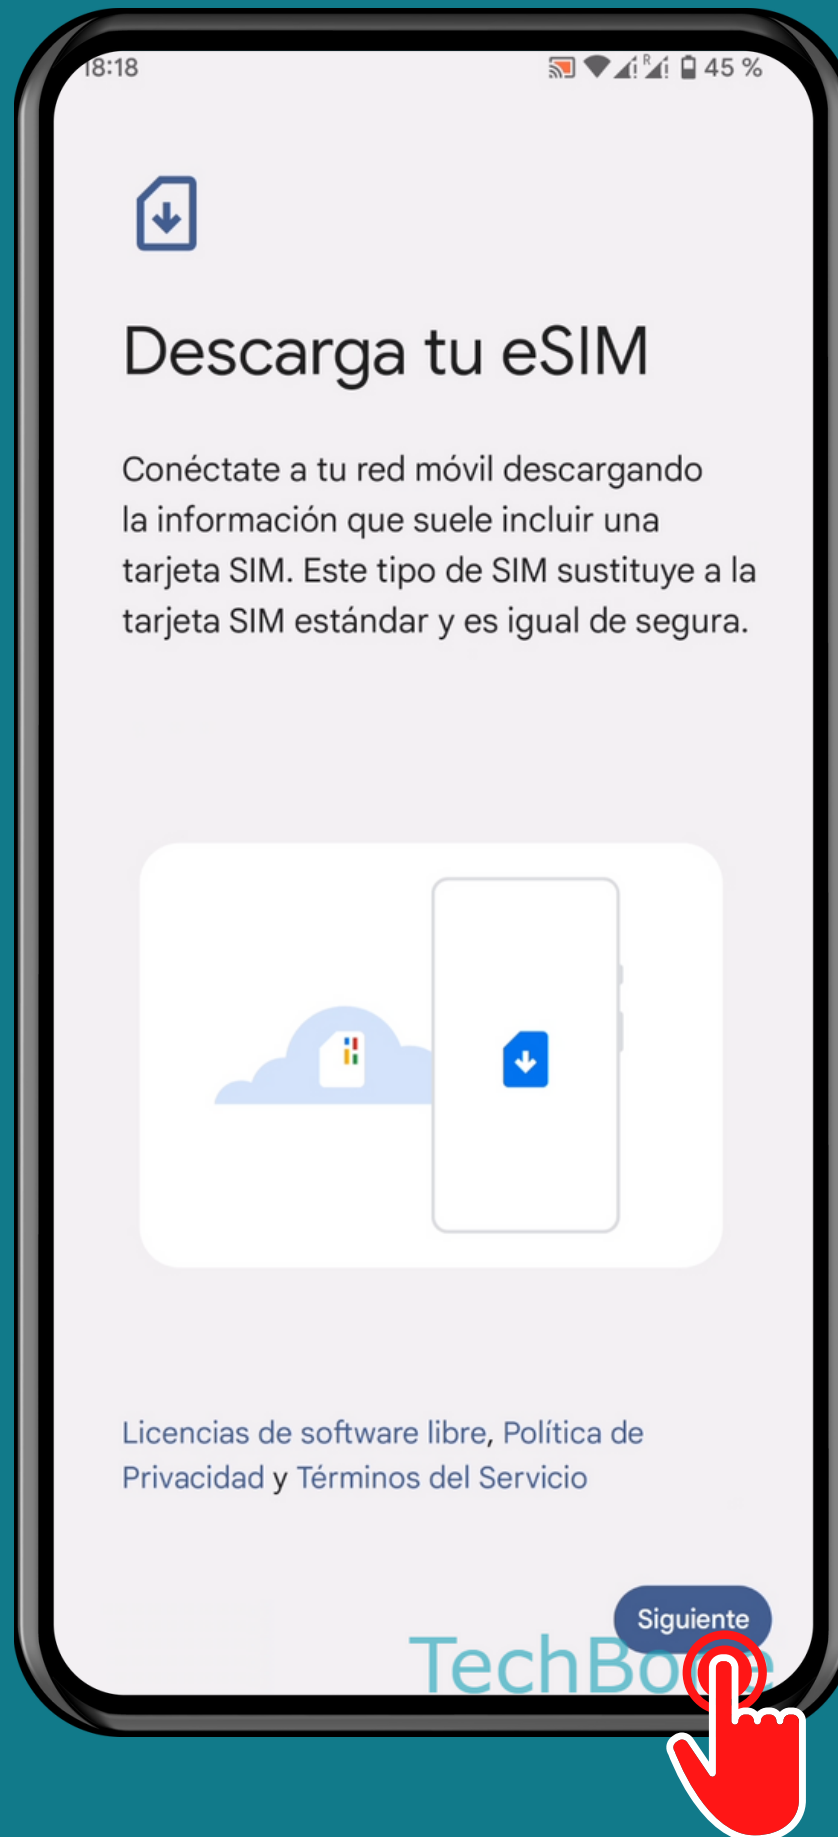 18:18 R 45 %
Descarga tu eSIM
Conéctate a tu red móvil descargando
la información que suele incluir una
tarjeta SIM. Este tipo de SIM sustituye a la
tarjeta SIM estándar y es igual de segura.
Licencias de software libre, Política de
Privacidad y Términos del Servicio
Siguiente